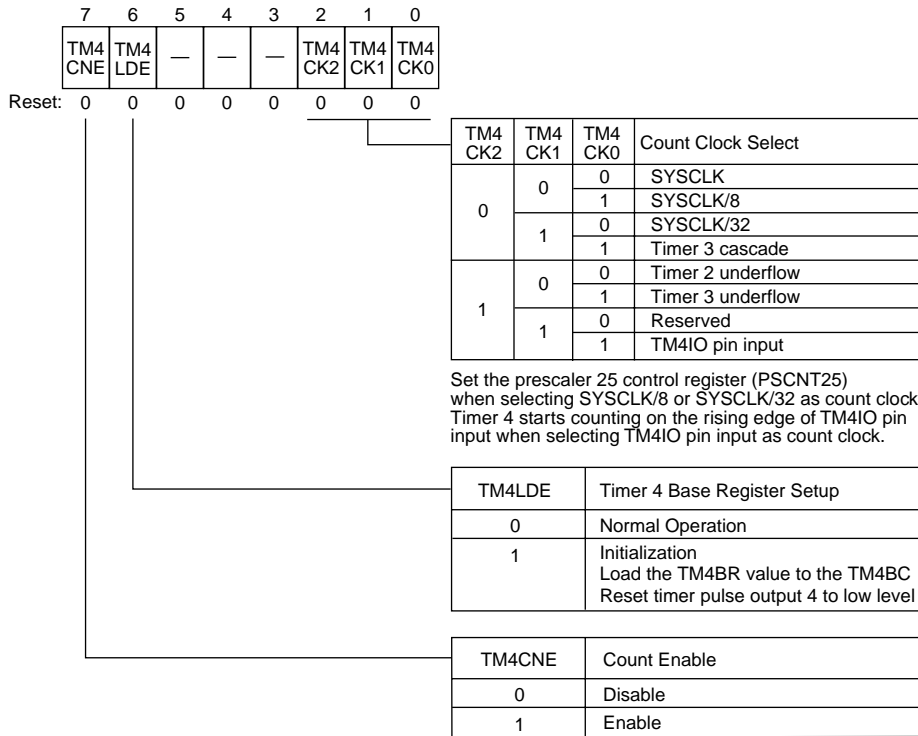 7 6 5 4 3 2 1 0
TM4 TM4 — — — TM4 TM4 TM4
CNE LDE CK2 CK1 CK0
Reset: 0 0 0 0 0 0 0 0
TM4 TM4 TM4 Count Clock Select
CK2 CK1 CK0
0 0 0 SYSCLK
1 SYSCLK/8
1 0 SYSCLK/32
1 Timer 3 cascade
1 0 0 Timer 2 underflow
1 Timer 3 underflow
1 0 Reserved
1 TM4IO pin input
Set the prescaler 25 control register (PSCNT25)
when selecting SYSCLK/8 or SYSCLK/32 as count clock
Timer 4 starts counting on the rising edge of TM4IO pin
input when selecting TM4IO pin input as count clock.
TM4LDE Timer 4 Base Register Setup
0 Normal Operation
1 Initialization
Load the TM4BR value to the TM4BC
Reset timer pulse output 4 to low level
TM4CNE Count Enable
0 Disable
1 Enable